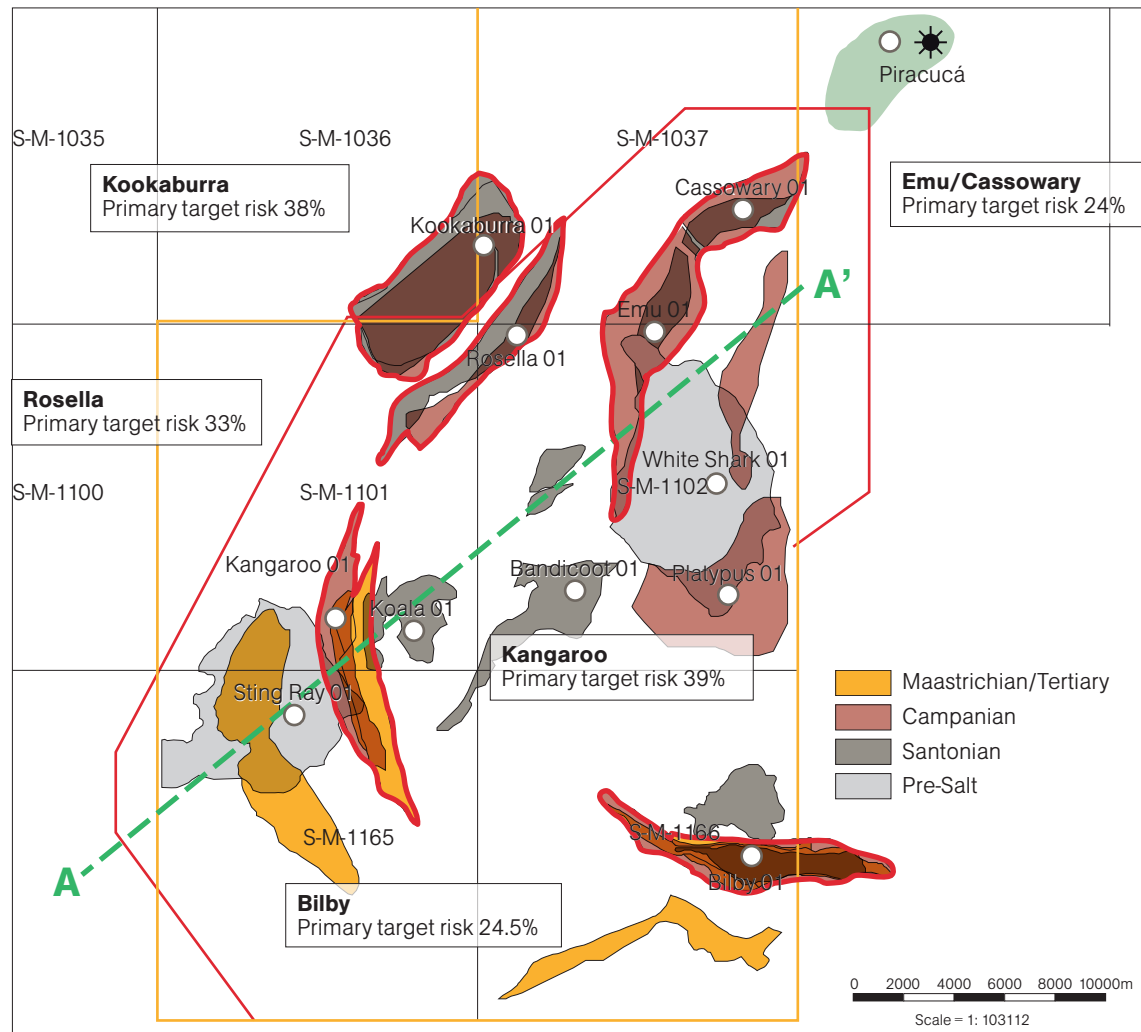 Piracucá
S-M-1035
S-M-1036
S-M-1037
Kookaburra
Primary target risk 38%
Emu/Cassowary
Primary target risk 24%
Cassowary 01
Kookaburra 01
A'
Emu 01
Rosella 01
Rosella
Primary target risk 33%
White Shark 01
S-M-1100
S-M-1101
S-M-1102
Kangaroo 01
Bandicoot 01
Platypus 01
Koala 01
Kangaroo
Primary target risk 39%
Sting Ray 01
Maastrichian/Tertiary
Campanian
Santonian
Pre-Salt
S-M-1165
S-M-1166
A
Bilby 01
Bilby
Primary target risk 24.5%
0 2000 4000 6000 8000 10000m
Scale = 1: 103112